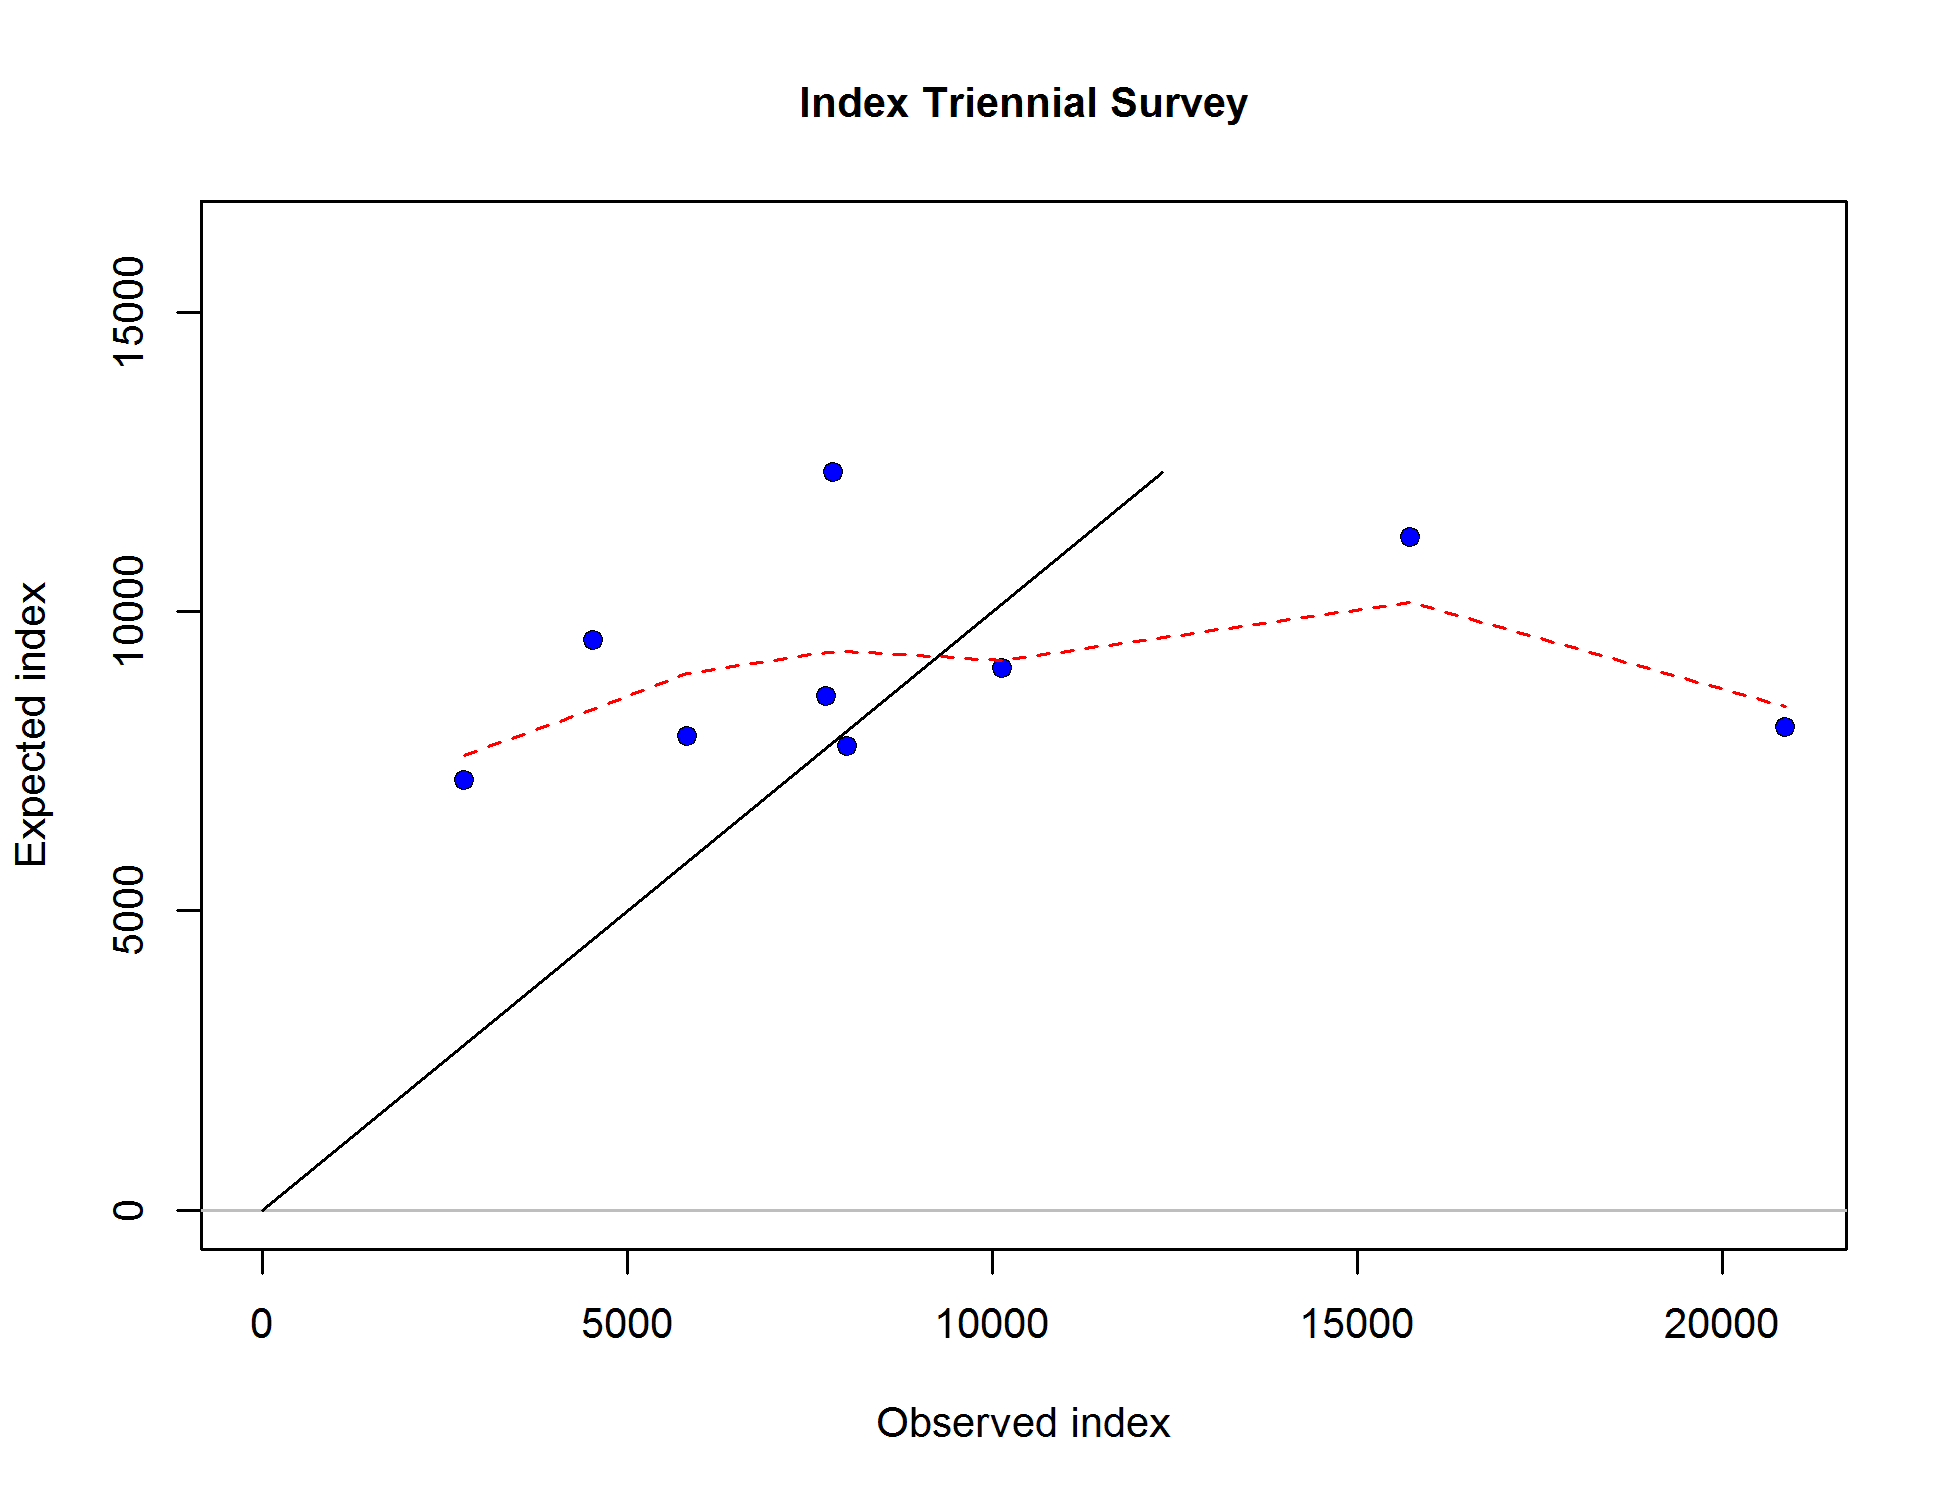 Index Triennial Survey
Expected index
15000
10000
5000
0
0 5000 10000 15000 20000
Observed index